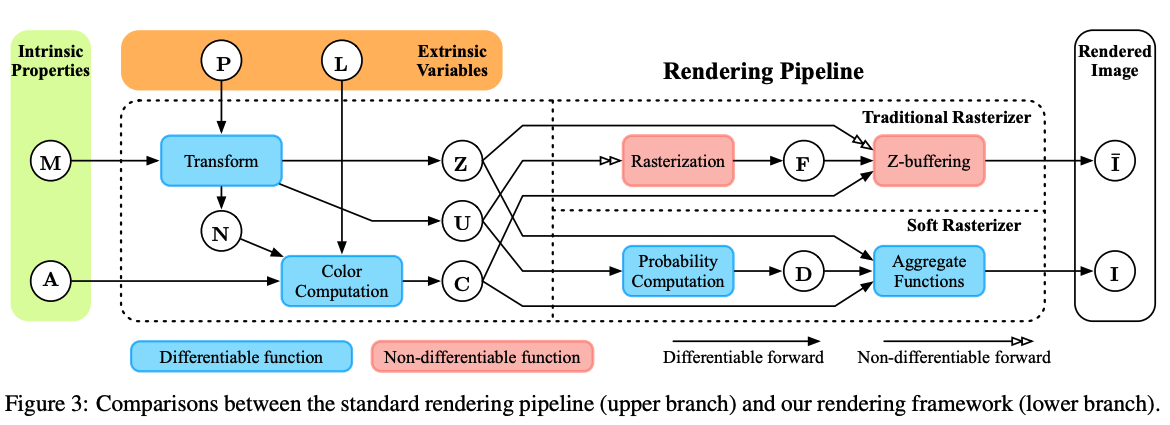 Intrinsic
Properties
P
L
Extrinsic
Variables
Rendering Pipeline
Rendered
Image
Traditional Rasterizer
M
Transform
Z
Rasterization
F
Z-buffering
Ī
N
U
Soft Rasterizer
A
Color
Computation
C
Probability
Computation
D
Aggregate
Functions
I
Differentiable function
Non-differentiable function
Differentiable forward
Non-differentiable forward
Figure 3: Comparisons between the standard rendering pipeline (upper branch) and our rendering framework (lower branch).